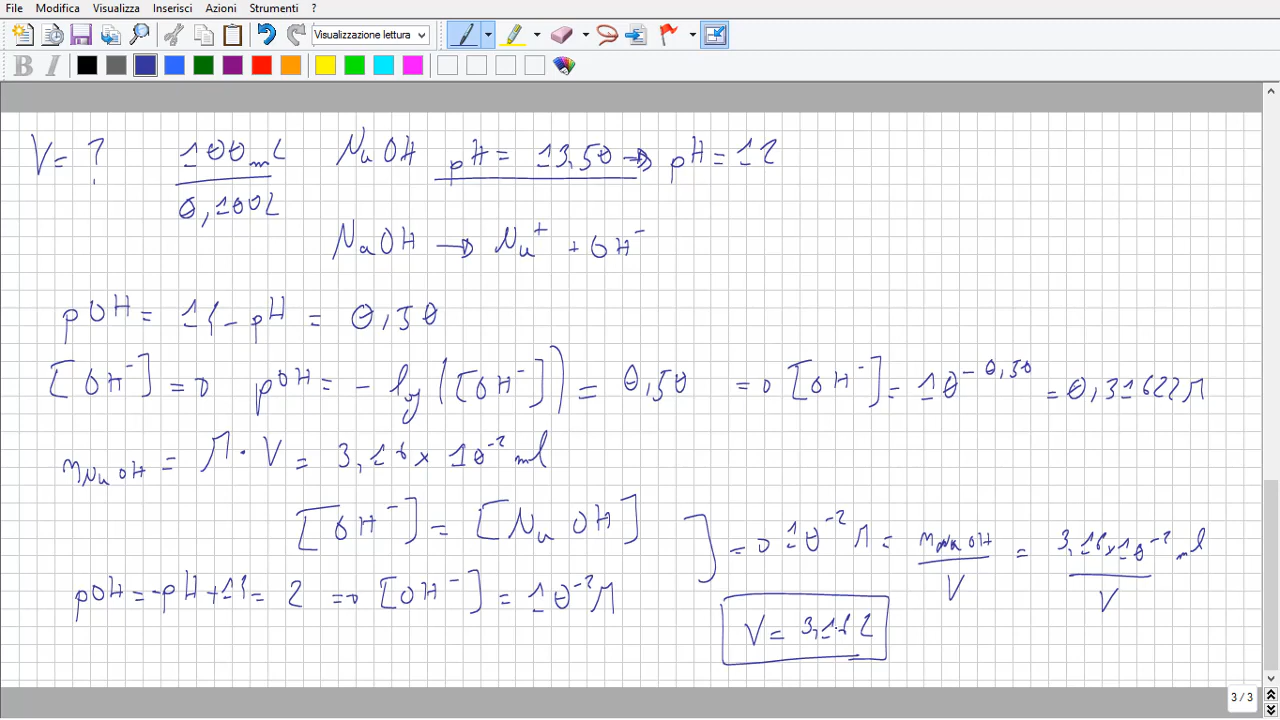 File Modifica Visualizza Inserisci Azioni Strumenti ?
Visualizzazione lettura
B I
V = ? 100 mL NaOH pH = 13,50 → pH = 12
0,100 L
NaOH → Na⁺ + OH⁻
pOH = 14 - pH = 0,50
[OH⁻] ⇒ pOH = - log([OH⁻]) = 0,50 ⇒ [OH⁻] = 10^-0,50 = 0,31622 M
nNaOH = M · V = 3,16 × 10⁻² mol
[OH⁻] = [NaOH]
⇒ 10⁻² M = nNaOH / V = 3,16 × 10⁻² mol / V
pOH = -pH + 14 = 2 ⇒ [OH⁻] = 10⁻² M
V = 3,16 L
3 / 3